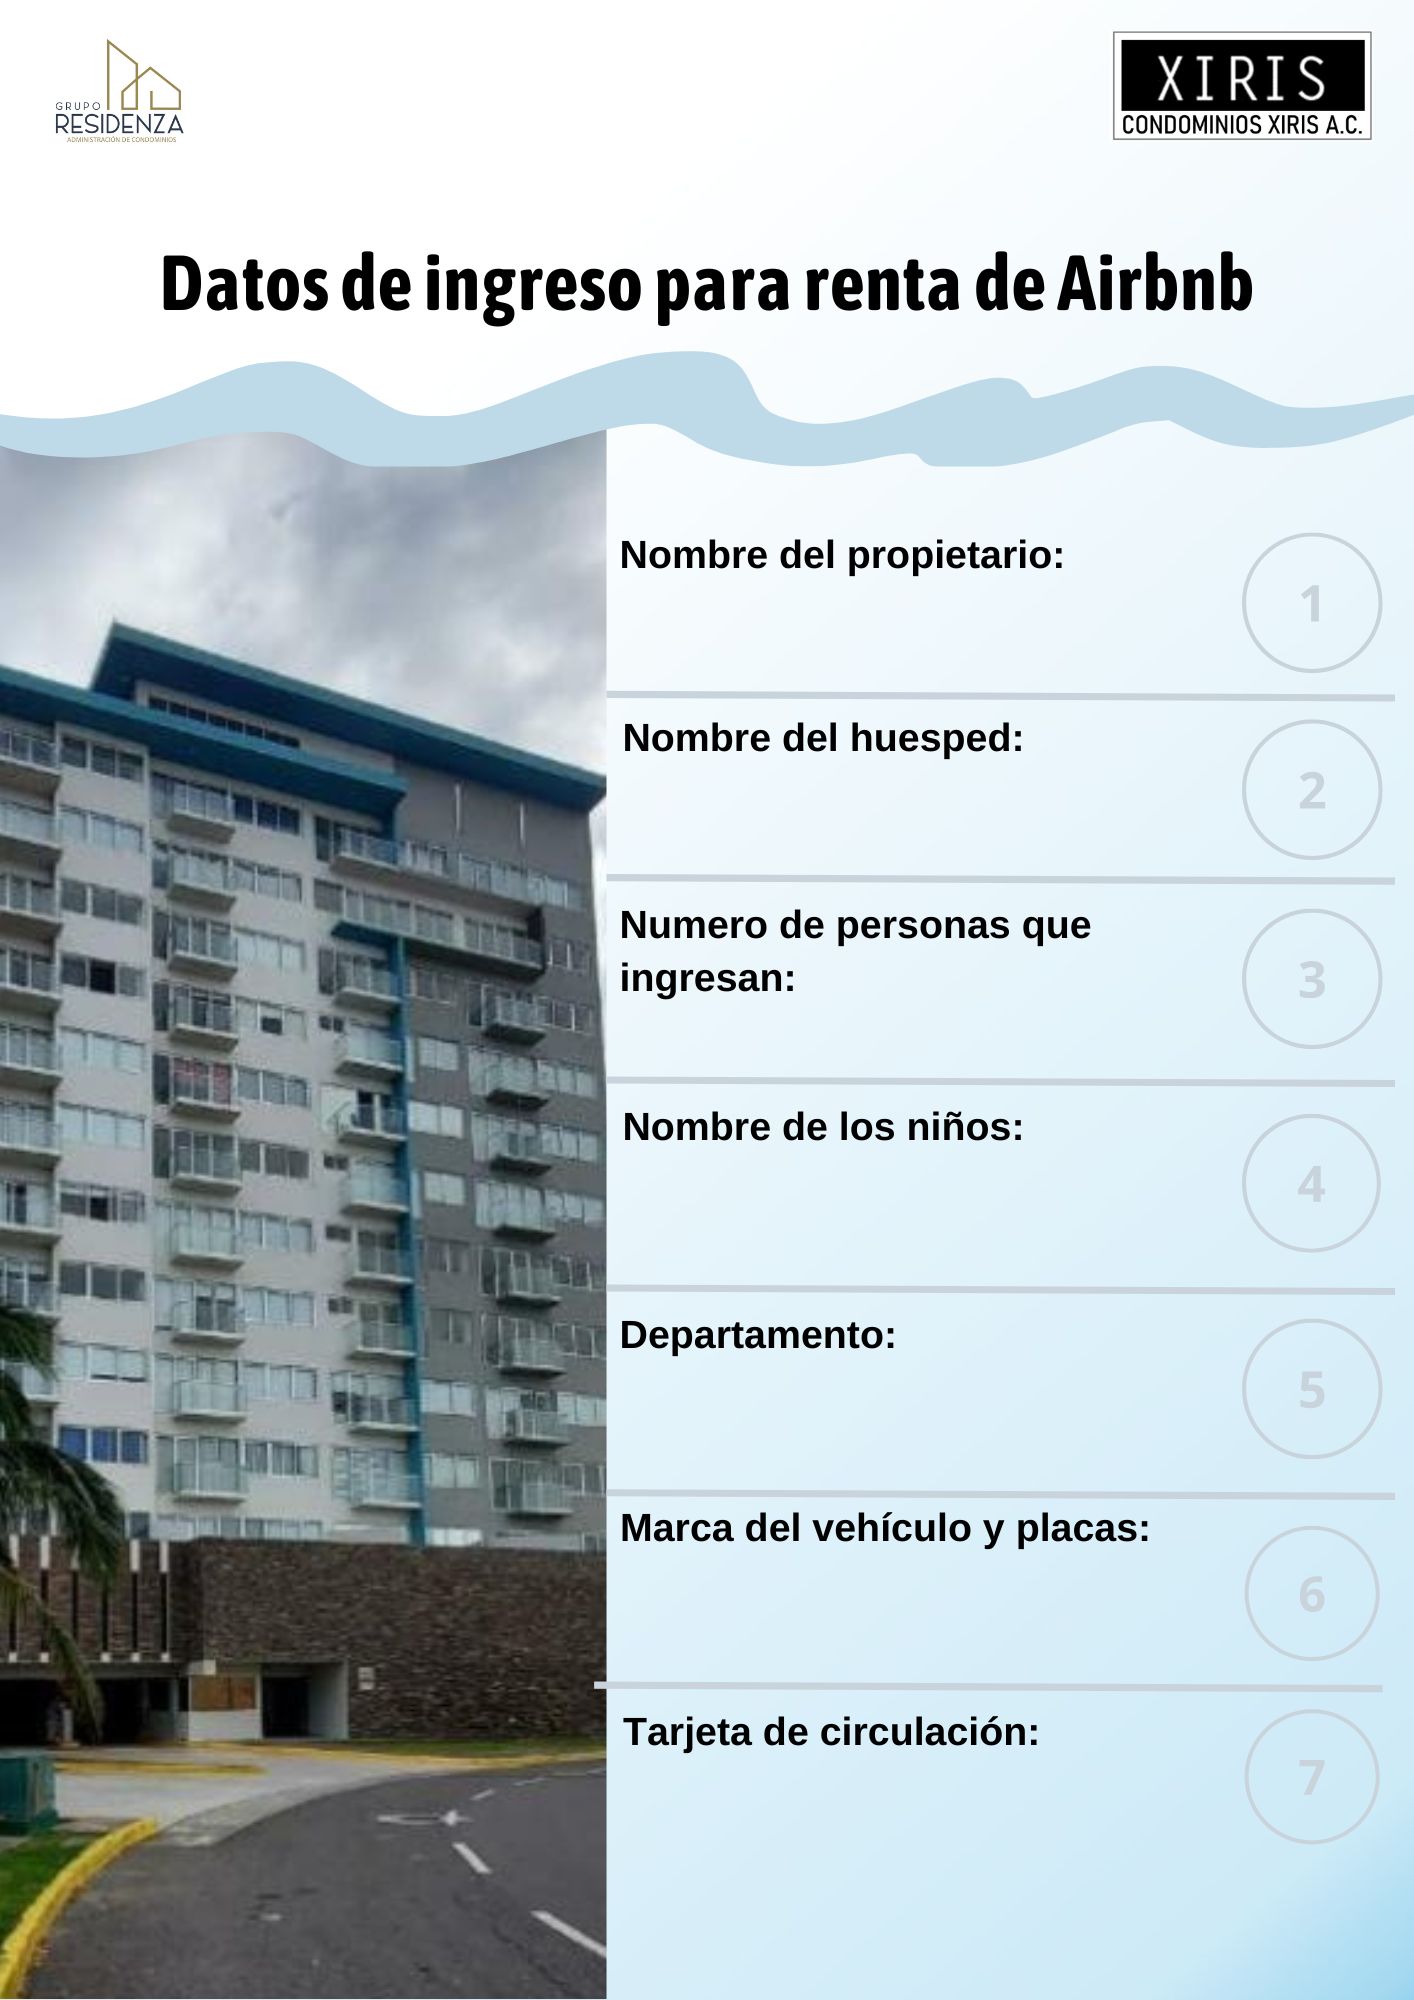 GRUPO
RESIDENZA
ADMINISTRACIÓN DE CONDOMINIOS
XIRIS
CONDOMINIOS XIRIS A.C.
Datos de ingreso para renta de Airbnb
Nombre del propietario:
1
Nombre del huesped:
2
Numero de personas que
ingresan:
3
Nombre de los niños:
4
Departamento:
5
Marca del vehículo y placas:
6
Tarjeta de circulación:
7